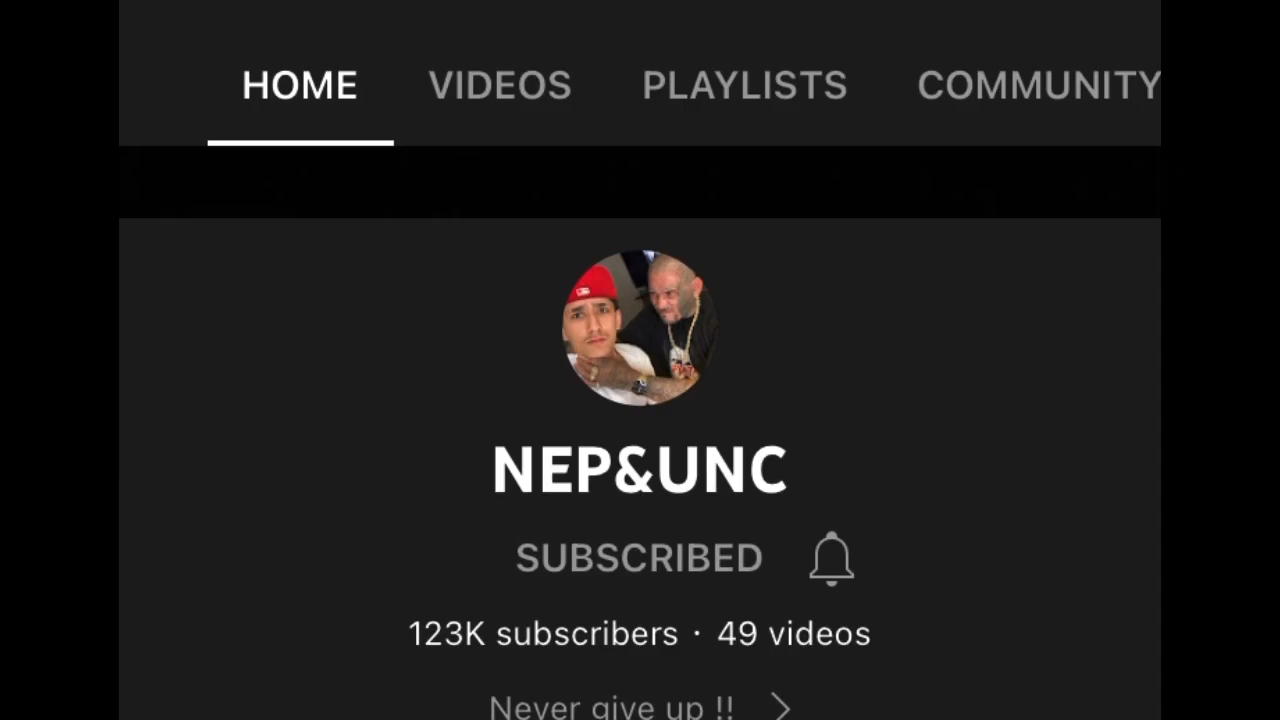 HOME VIDEOS PLAYLISTS COMMUNITY
NEP&UNC
SUBSCRIBED
123K subscribers · 49 videos
Never give up !!